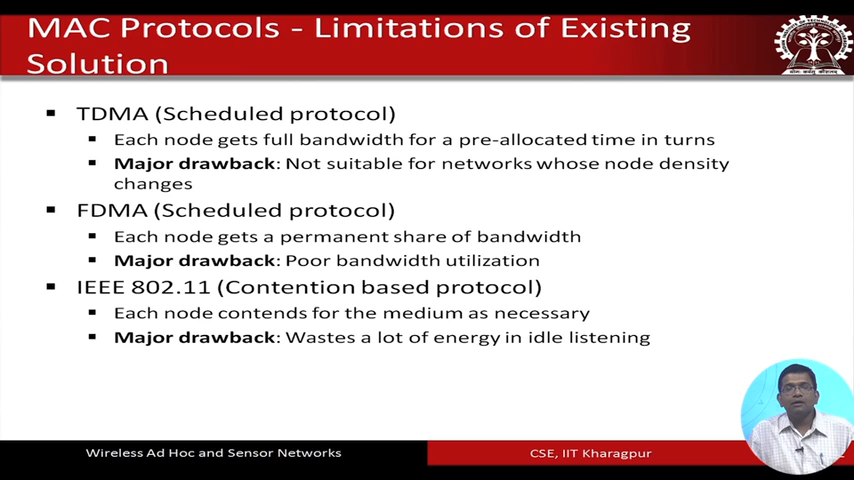 MAC Protocols - Limitations of Existing
Solution
▪ TDMA (Scheduled protocol)
▪ Each node gets full bandwidth for a pre-allocated time in turns
▪ Major drawback: Not suitable for networks whose node density
changes
▪ FDMA (Scheduled protocol)
▪ Each node gets a permanent share of bandwidth
▪ Major drawback: Poor bandwidth utilization
▪ IEEE 802.11 (Contention based protocol)
▪ Each node contends for the medium as necessary
▪ Major drawback: Wastes a lot of energy in idle listening
Wireless Ad Hoc and Sensor Networks
CSE, IIT Kharagpur